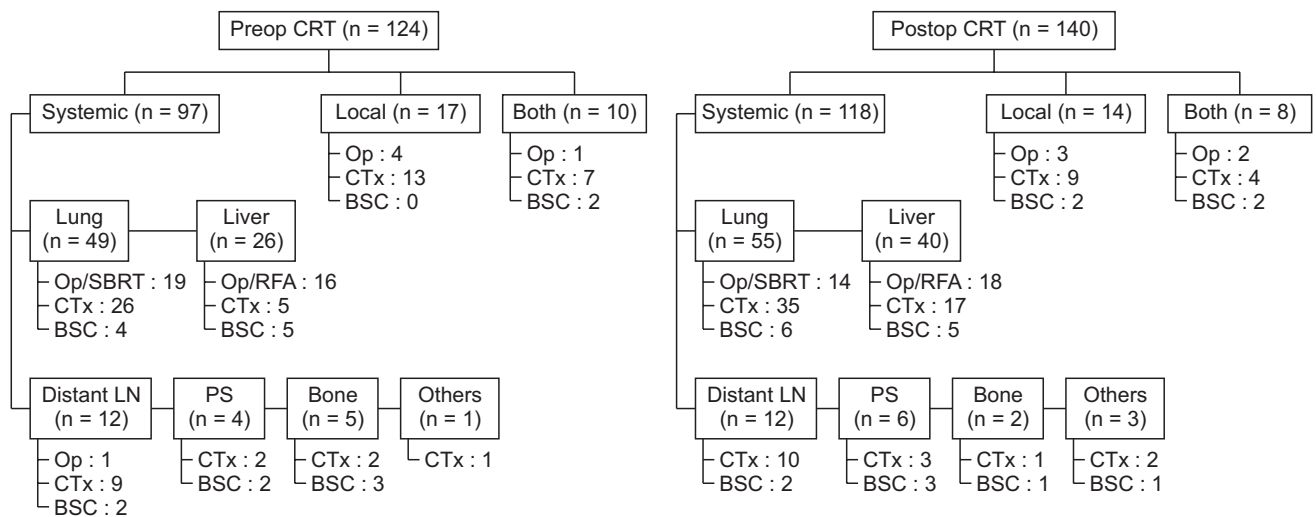 Preop CRT (n = 124)
Systemic (n = 97)
Local (n = 17)
Both (n = 10)
Op : 4
CTx : 13
BSC : 0
Op : 1
CTx : 7
BSC : 2
Lung
(n = 49)
Liver
(n = 26)
Op/SBRT : 19
CTx : 26
BSC : 4
Op/RFA : 16
CTx : 5
BSC : 5
Distant LN
(n = 12)
PS
(n = 4)
Bone
(n = 5)
Others
(n = 1)
Op : 1
CTx : 9
BSC : 2
CTx : 2
BSC : 2
CTx : 2
BSC : 3
CTx : 1
Postop CRT (n = 140)
Systemic (n = 118)
Local (n = 14)
Both (n = 8)
Op : 3
CTx : 9
BSC : 2
Op : 2
CTx : 4
BSC : 2
Lung
(n = 55)
Liver
(n = 40)
Op/SBRT : 14
CTx : 35
BSC : 6
Op/RFA : 18
CTx : 17
BSC : 5
Distant LN
(n = 12)
PS
(n = 6)
Bone
(n = 2)
Others
(n = 3)
CTx : 10
BSC : 2
CTx : 3
BSC : 3
CTx : 1
BSC : 1
CTx : 2
BSC : 1